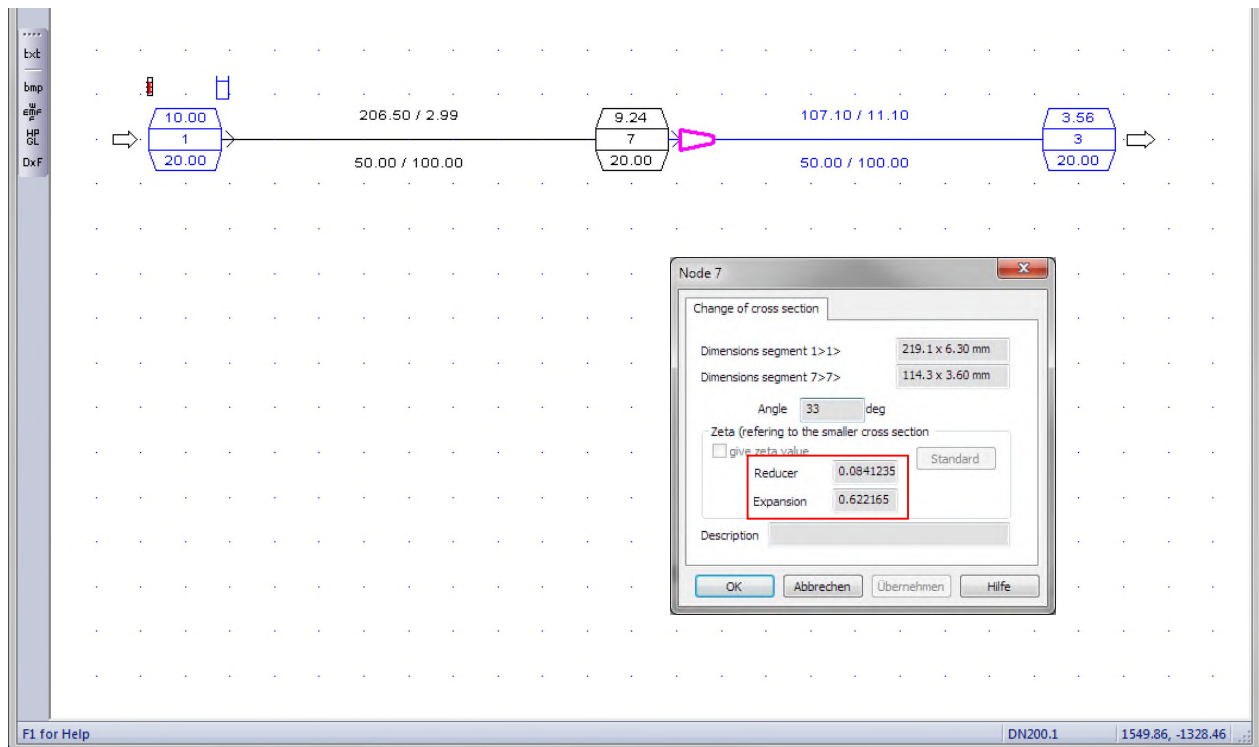 txt
bmp
W
EMF
F
HP
GL
DxF
10.00
1
20.00
206.50 / 2.99
50.00 / 100.00
9.24
7
20.00
107.10 / 11.10
50.00 / 100.00
3.56
3
20.00
Node 7
Change of cross section
Dimensions segment 1>1> 219.1 x 6.30 mm
Dimensions segment 7>7> 114.3 x 3.60 mm
Angle 33 deg
Zeta (refering to the smaller cross section
give zeta value
Standard
Reducer 0.0841235
Expansion 0.622165
Description
OK Abbrechen Übernehmen Hilfe
F1 for Help DN200.1 1549.86, -1328.46